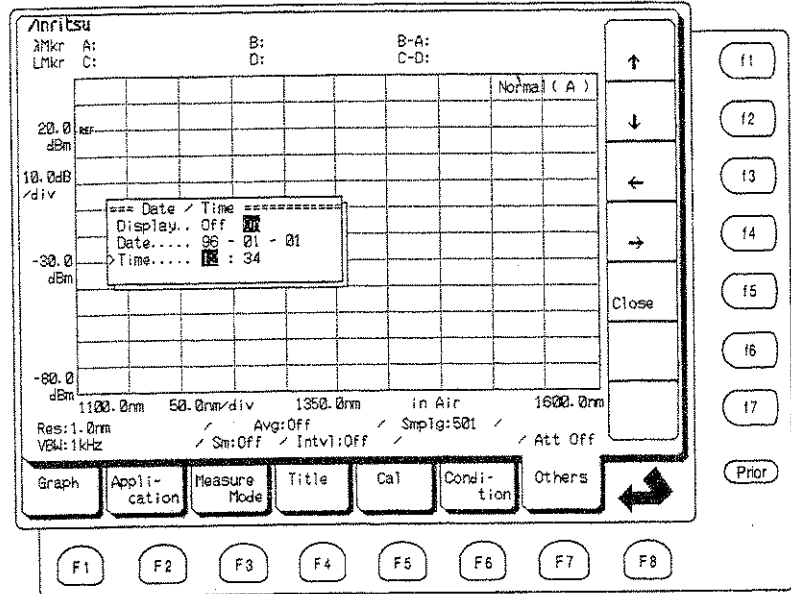 Anritsu
λMkr A: B: B-A:
LMkr C: D: C-D:
Normal ( A )
20.0 REF
dBm
10.0dB
/div
=== Date / Time ============
Display.. Off
Date..... 96 - 01 - 01
>Time..... : 34
-30.0
dBm
-80.0
dBm
1100.0nm 50.0nm/div 1350.0nm in Air 1600.0nm
Res:1.0nm / Avg:Off / Smplg:501 /
VBW:1kHz / Sm:Off / Intvl:Off / / Att Off
↑
↓
←
→
Close
Graph
Appli-
cation
Measure
Mode
Title
Cal
Condi-
tion
Others
f1
f2
f3
f4
f5
f6
f7
Prior
F1 F2 F3 F4 F5 F6 F7 F8